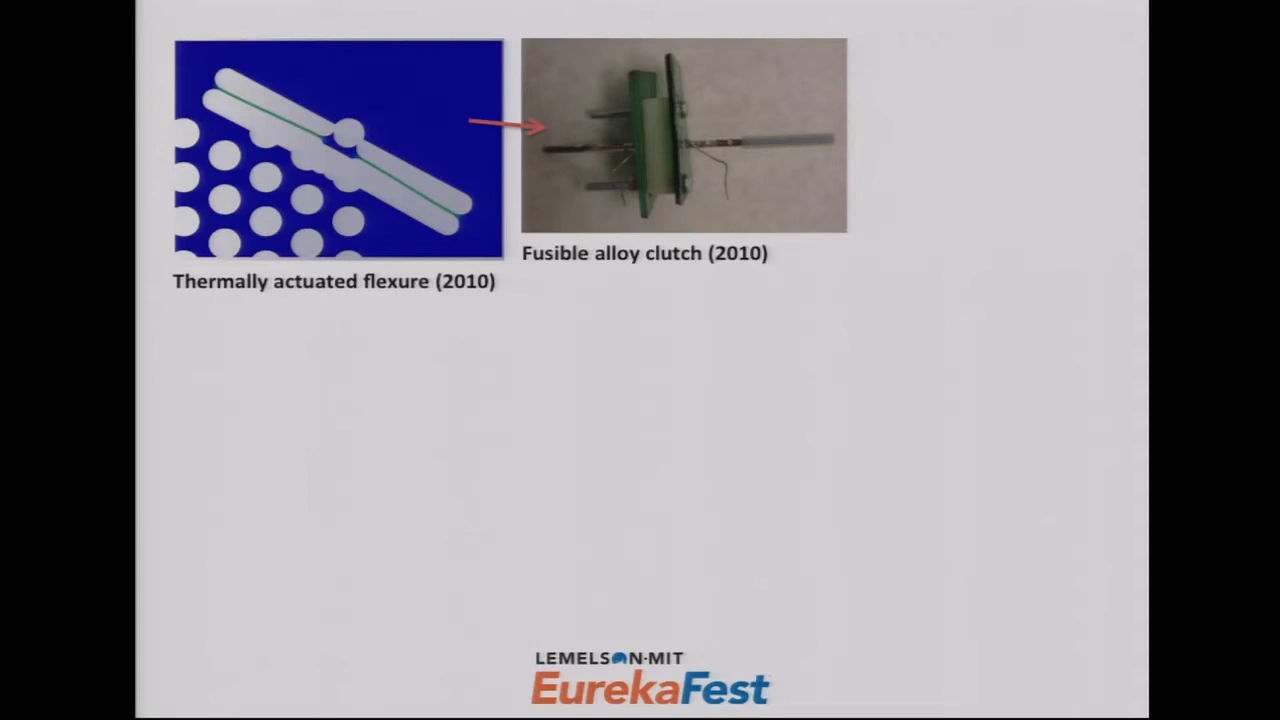 Fusible alloy clutch (2010)
Thermally actuated flexure (2010)
LEMELSON-MIT
EurekaFest